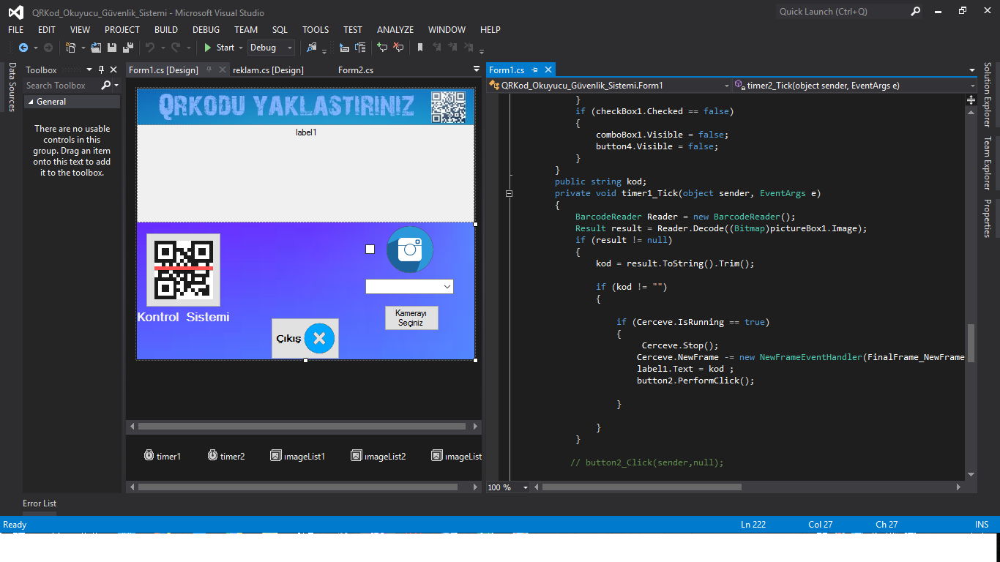 QRKod_Okuyucu_Güvenlik_Sistemi - Microsoft Visual Studio
Quick Launch (Ctrl+Q)
FILE EDIT VIEW PROJECT BUILD DEBUG TEAM SQL TOOLS TEST ANALYZE WINDOW HELP
Start Debug
Data Sources
Toolbox
Search Toolbox
General
There are no usable
controls in this
group. Drag an item
onto this text to add
it to the toolbox.
Form1.cs [Design] reklam.cs [Design] Form2.cs
QRKODU YAKLASTIRINIZ
label1
Kontrol Sistemi
Kamerayı
Seçiniz
Çıkış
timer1 timer2 imageList1 imageList2 imageList
Form1.cs
QRKod_Okuyucu_Güvenlik_Sistemi.Form1 timer2_Tick(object sender, EventArgs e)
}
if (checkBox1.Checked == false)
{
comboBox1.Visible = false;
button4.Visible = false;
}
}
public string kod;
private void timer1_Tick(object sender, EventArgs e)
{
BarcodeReader Reader = new BarcodeReader();
Result result = Reader.Decode((Bitmap)pictureBox1.Image);
if (result != null)
{
kod = result.ToString().Trim();
if (kod != "")
{
if (Cerceve.IsRunning == true)
{
Cerceve.Stop();
Cerceve.NewFrame -= new NewFrameEventHandler(FinalFrame_NewFrame
label1.Text = kod ;
button2.PerformClick();
}
}
}
// button2_Click(sender,null);
100 %
Solution Explorer
Team Explorer
Properties
Error List
Ready Ln 222 Col 27 Ch 27 INS